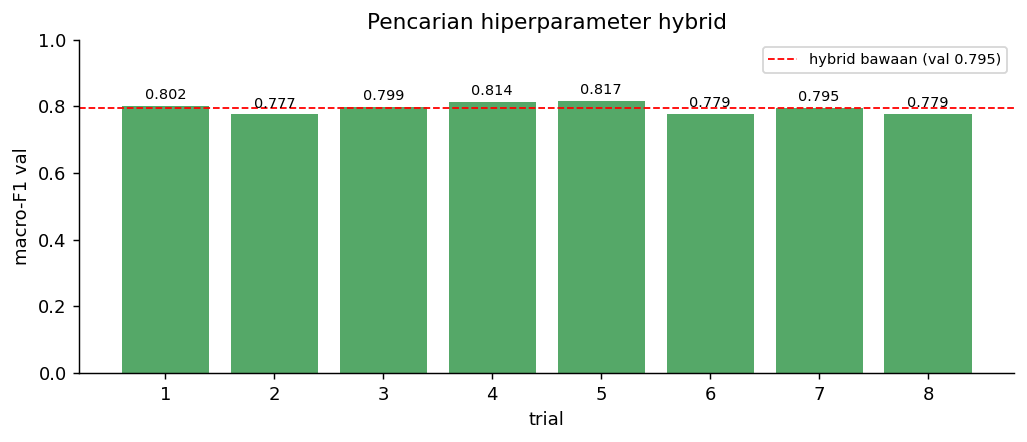 Pencarian hiperparameter hybrid
hybrid bawaan (val 0.795)
macro-F1 val
1.0
0.8
0.6
0.4
0.2
0.0
0.802
0.777
0.799
0.814
0.817
0.779
0.795
0.779
1 2 3 4 5 6 7 8
trial